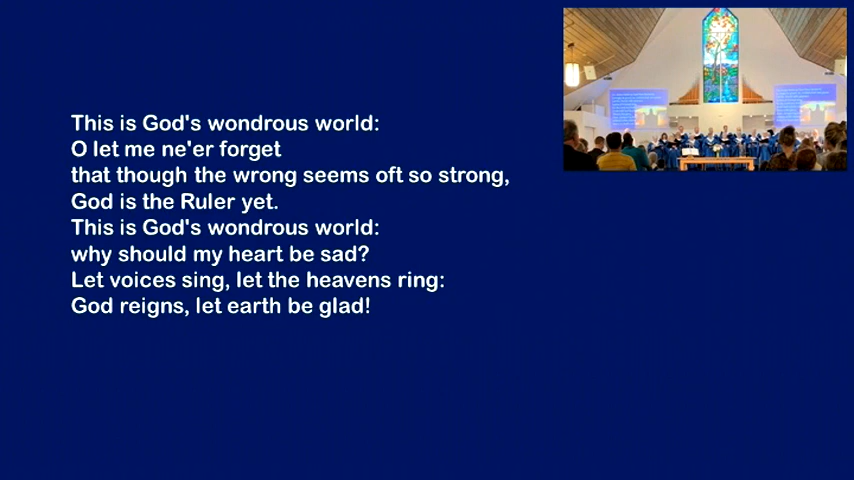 This is God's wondrous world:
O let me ne'er forget
that though the wrong seems oft so strong,
God is the Ruler yet.
This is God's wondrous world:
why should my heart be sad?
Let voices sing, let the heavens ring:
God reigns, let earth be glad!